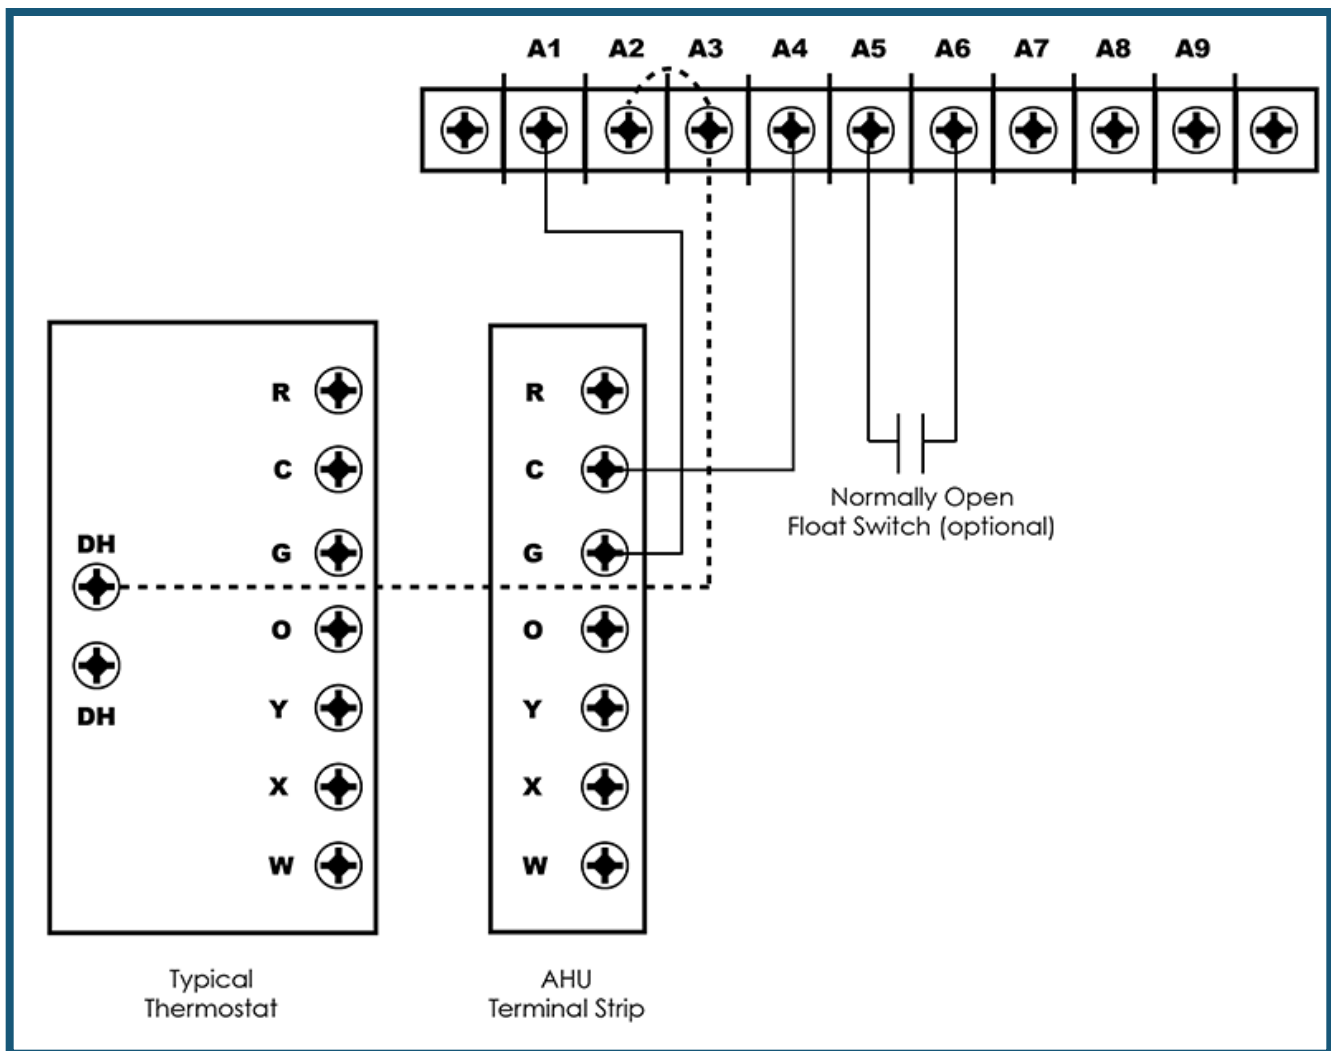 A1 A2 A3 A4 A5 A6 A7 A8 A9
R
C
G
O
Y
X
W
DH
DH
Typical
Thermostat
R
C
G
O
Y
X
W
AHU
Terminal Strip
Normally Open
Float Switch (optional)